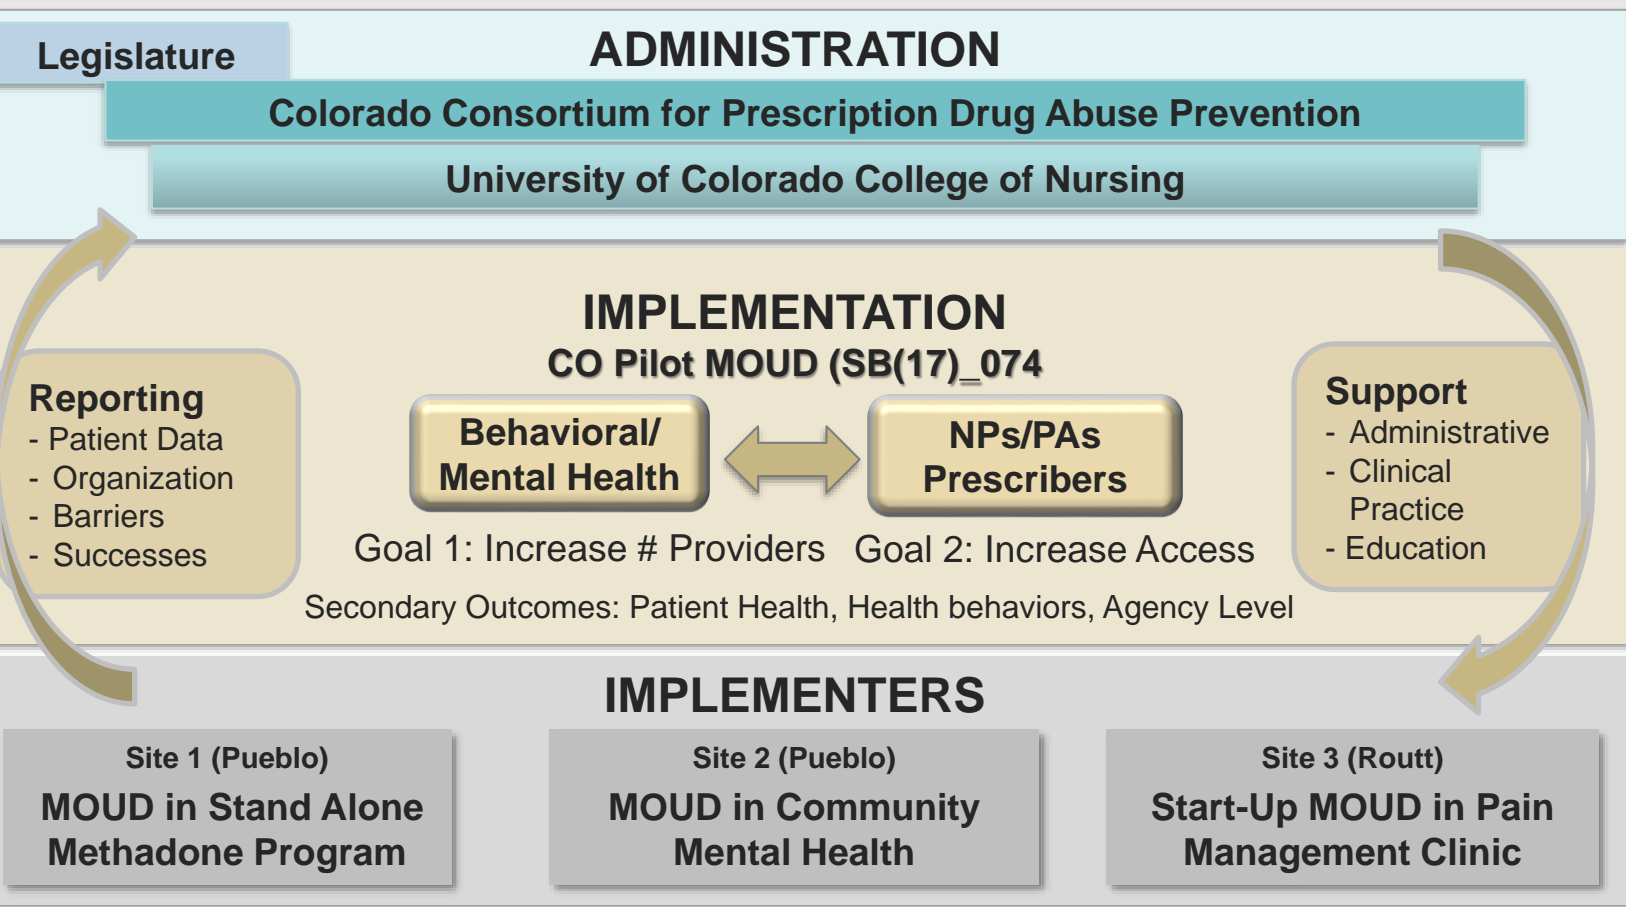 Legislature
ADMINISTRATION
Colorado Consortium for Prescription Drug Abuse Prevention
University of Colorado College of Nursing
IMPLEMENTATION
CO Pilot MOUD (SB(17)_074
Reporting
- Patient Data
- Organization
- Barriers
- Successes
Behavioral/
Mental Health
NPs/PAs
Prescribers
Goal 1: Increase # Providers
Goal 2: Increase Access
Secondary Outcomes: Patient Health, Health behaviors, Agency Level
Support
- Administrative
- Clinical
Practice
- Education
IMPLEMENTERS
Site 1 (Pueblo)
MOUD in Stand Alone
Methadone Program
Site 2 (Pueblo)
MOUD in Community
Mental Health
Site 3 (Routt)
Start-Up MOUD in Pain
Management Clinic